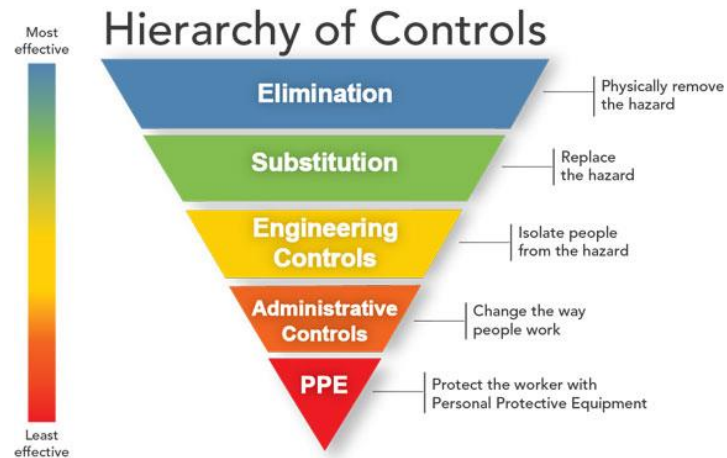 Hierarchy of Controls
Most
effective
Elimination
Physically remove
the hazard
Substitution
Replace
the hazard
Engineering
Controls
Isolate people
from the hazard
Administrative
Controls
Change the way
people work
PPE
Protect the worker with
Personal Protective Equipment
Least
effective